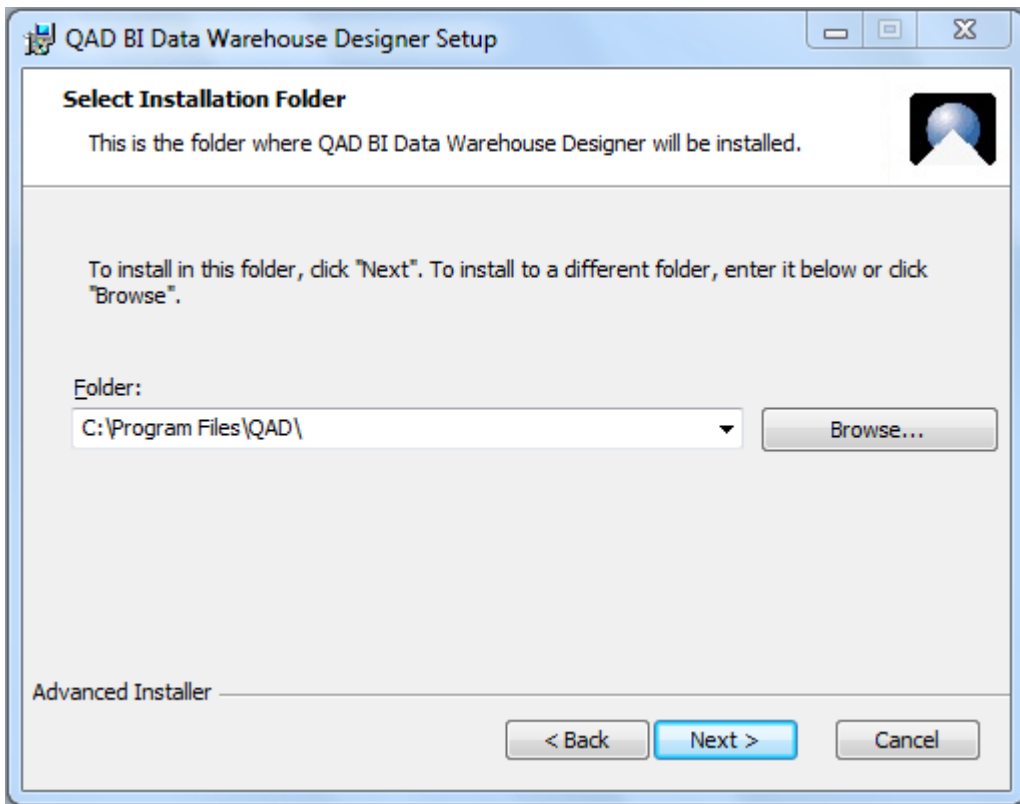 QAD BI Data Warehouse Designer Setup
Select Installation Folder
This is the folder where QAD BI Data Warehouse Designer will be installed.
To install in this folder, click "Next". To install to a different folder, enter it below or click
"Browse".
Folder:
C:\Program Files\QAD\
Browse...
Advanced Installer
< Back
Next >
Cancel